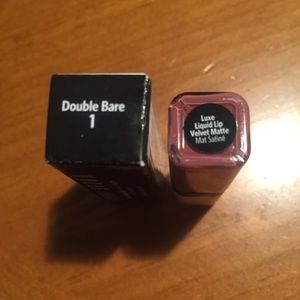 Double Bare
1
Luxe
Liquid Lip
Velvet Matte
Mat Satiné